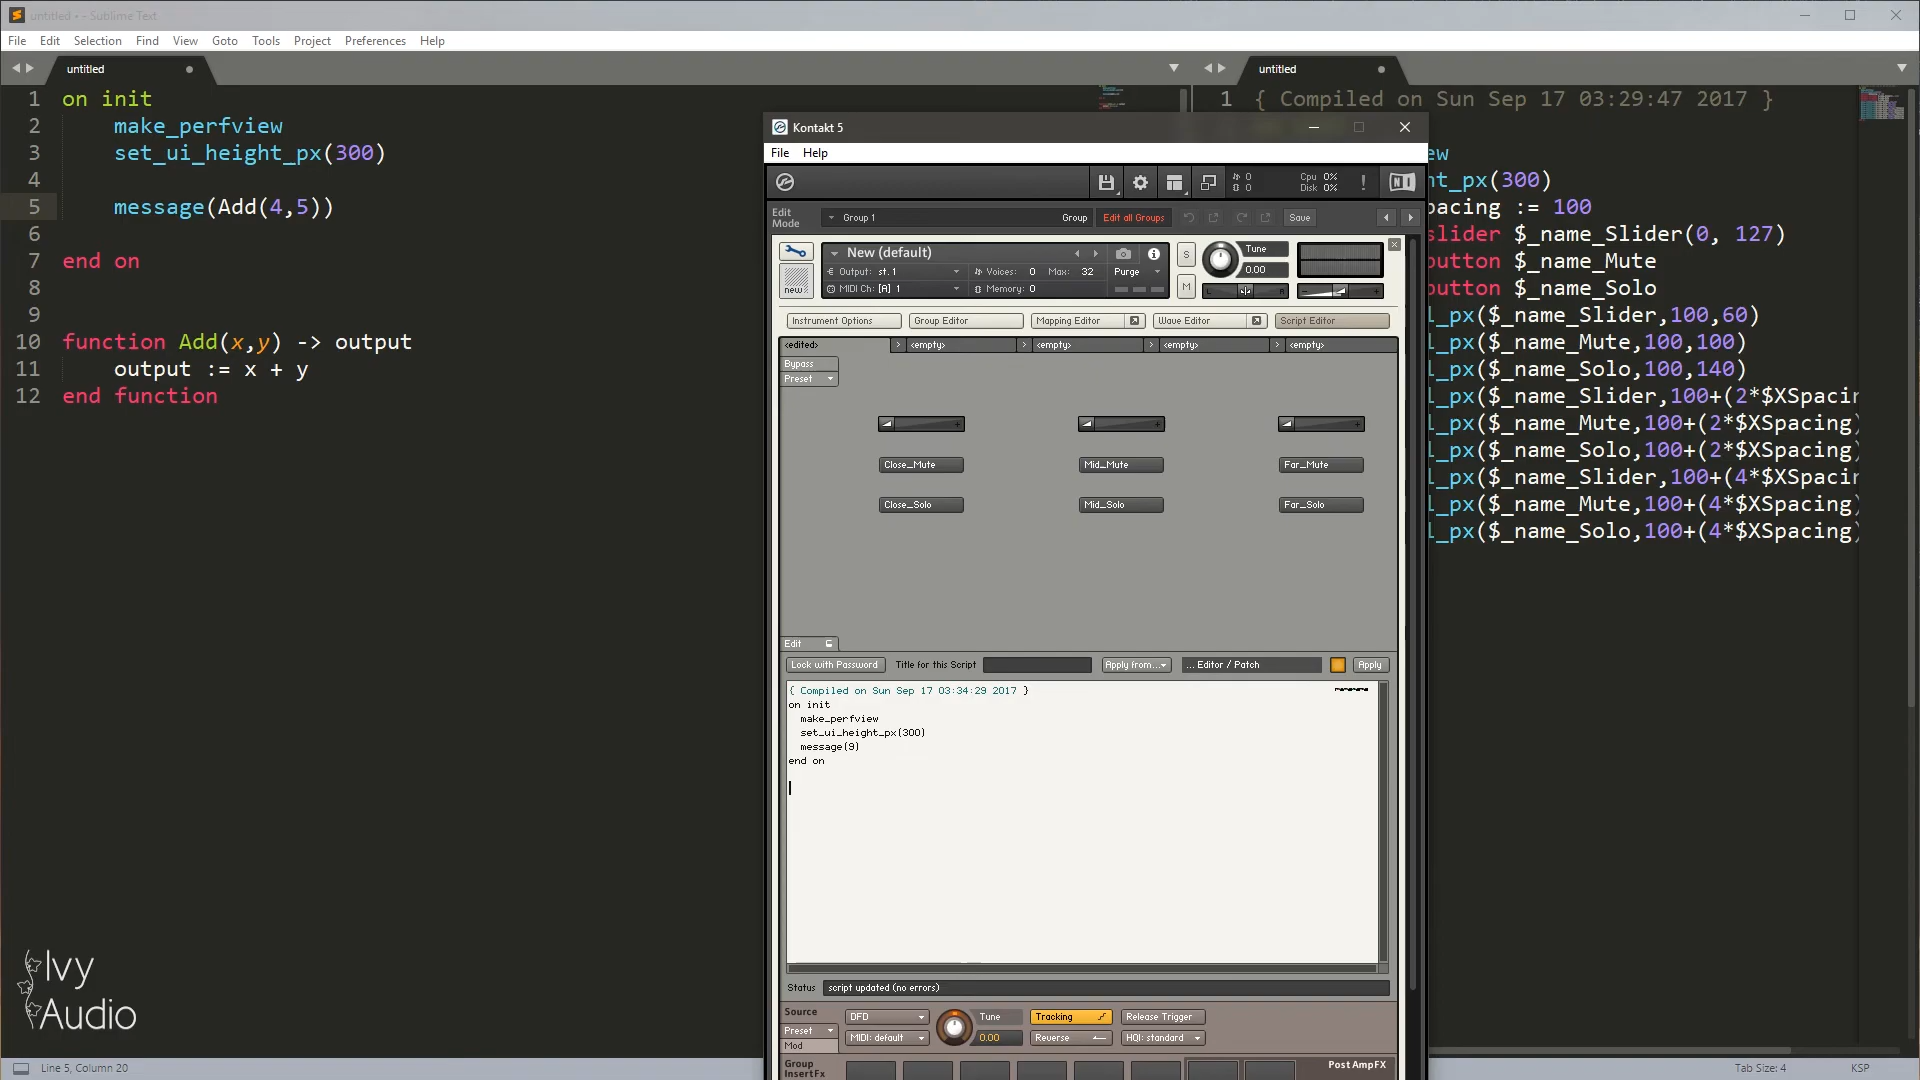 untitled • - Sublime Text
File Edit Selection Find View Goto Tools Project Preferences Help
untitled
1 on init
2 make_perfview
3 set_ui_height_px(300)
4
5 message(Add(4,5))
6
7 end on
8
9
10 function Add(x,y) -> output
11 output := x + y
12 end function
Ivy
Audio
Line 5, Column 20
Kontakt 5
File Help
0
0
Cpu 0%
Disk 0%
!
NI
Edit
Mode
Group 1
Group
Edit all Groups
Save
New (default)
Output: st. 1
Voices: 0 Max: 32
Purge
MIDI Ch: [A] 1
Memory: 0
new
S
M
Tune
0.00
L
R
Instrument Options
Group Editor
Mapping Editor
Wave Editor
Script Editor
<edited>
<empty>
<empty>
<empty>
<empty>
Bypass
Preset
Close_Mute Mid_Mute Far_Mute
Close_Solo Mid_Solo Far_Solo
Edit
Lock with Password
Title for this Script
Apply from...
... Editor / Patch
Apply
{ Compiled on Sun Sep 17 03:34:29 2017 }
on init
make_perfview
set_ui_height_px(300)
message(9)
end on
Status
script updated (no errors)
Source
Preset
Mod
DFD
MIDI: default
Tune
0.00
Tracking
Reverse
Release Trigger
HQI: standard
Group
InsertFx
Post AmpFX
untitled
1 { Compiled on Sun Sep 17 03:29:47 2017 }
ew
ht_px(300)
pacing := 100
slider $_name_Slider(0, 127)
button $_name_Mute
button $_name_Solo
l_px($_name_Slider,100,60)
l_px($_name_Mute,100,100)
l_px($_name_Solo,100,140)
l_px($_name_Slider,100+(2*$XSpacin
l_px($_name_Mute,100+(2*$XSpacing)
l_px($_name_Solo,100+(2*$XSpacing)
l_px($_name_Slider,100+(4*$XSpacin
l_px($_name_Mute,100+(4*$XSpacing)
l_px($_name_Solo,100+(4*$XSpacing)
Tab Size: 4
KSP